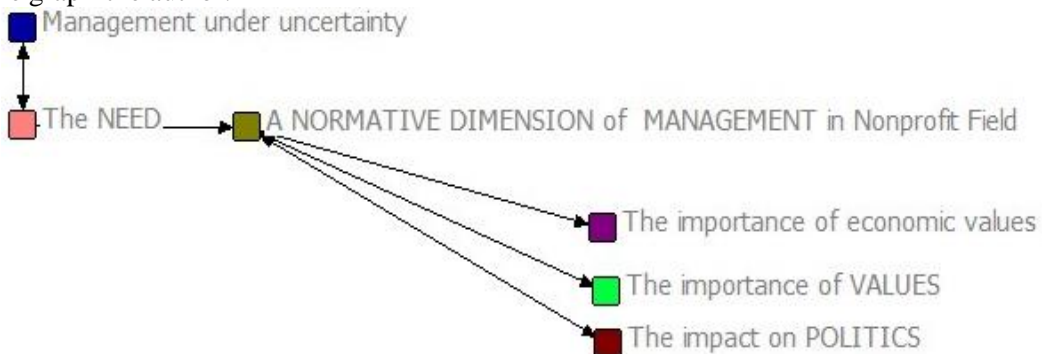 Management under uncertainty
The NEED
A NORMATIVE DIMENSION of MANAGEMENT in Nonprofit Field
The importance of economic values
The importance of VALUES
The impact on POLITICS